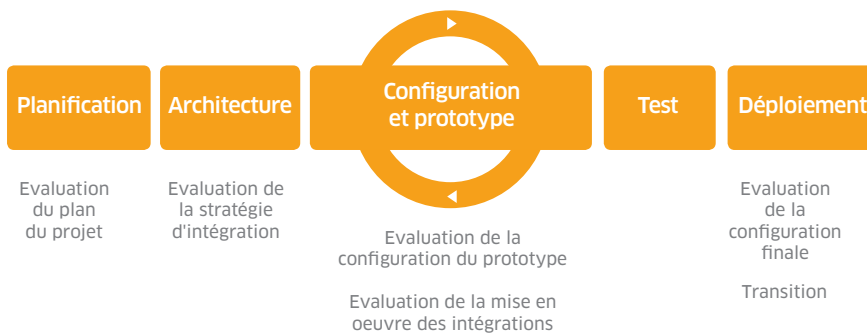 Planification
Architecture
Configuration
et prototype
Test
Déploiement
Evaluation
du plan
du projet
Evaluation de
la stratégie
d'intégration
Evaluation de la
configuration du prototype
Evaluation de la mise en
oeuvre des intégrations
Evaluation
de la
configuration
finale
Transition